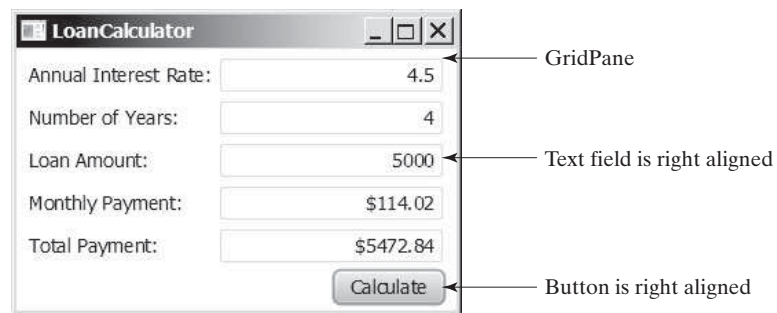 LoanCalculator
GridPane
Annual Interest Rate: 4.5
Number of Years: 4
Loan Amount: 5000
Text field is right aligned
Monthly Payment: $114.02
Total Payment: $5472.84
Calculate
Button is right aligned